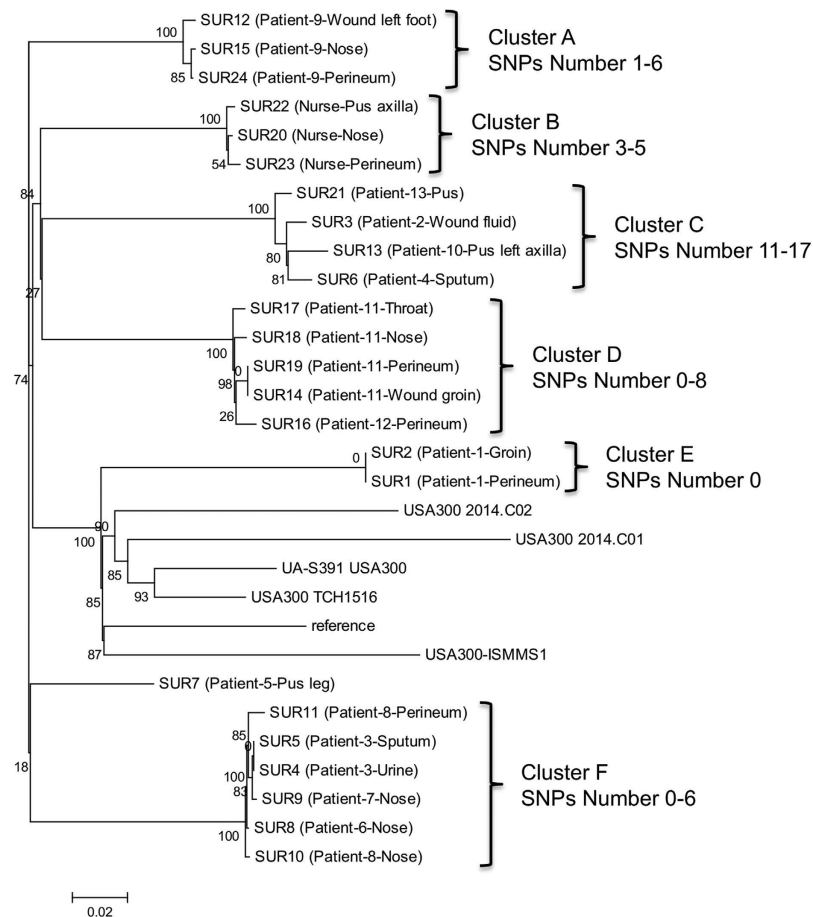 SUR12 (Patient-9-Wound left foot)
100
SUR15 (Patient-9-Nose)
85
SUR24 (Patient-9-Perineum)
Cluster A
SNPs Number 1-6
SUR22 (Nurse-Pus axilla)
100
SUR20 (Nurse-Nose)
54
SUR23 (Nurse-Perineum)
Cluster B
SNPs Number 3-5
84
SUR21 (Patient-13-Pus)
100
SUR3 (Patient-2-Wound fluid)
SUR13 (Patient-10-Pus left axilla)
80
SUR6 (Patient-4-Sputum)
81
Cluster C
SNPs Number 11-17
27
SUR17 (Patient-11-Throat)
SUR18 (Patient-11-Nose)
100
SUR19 (Patient-11-Perineum)
0
98
SUR14 (Patient-11-Wound groin)
26
SUR16 (Patient-12-Perineum)
Cluster D
SNPs Number 0-8
74
SUR2 (Patient-1-Groin)
0
SUR1 (Patient-1-Perineum)
Cluster E
SNPs Number 0
USA300 2014.C02
90
100
USA300 2014.C01
85
UA-S391 USA300
93
USA300 TCH1516
85
reference
87
USA300-ISMMS1
SUR7 (Patient-5-Pus leg)
SUR11 (Patient-8-Perineum)
85
SUR5 (Patient-3-Sputum)
0
SUR4 (Patient-3-Urine)
100
83
SUR9 (Patient-7-Nose)
SUR8 (Patient-6-Nose)
100
SUR10 (Patient-8-Nose)
Cluster F
SNPs Number 0-6
18
0.02